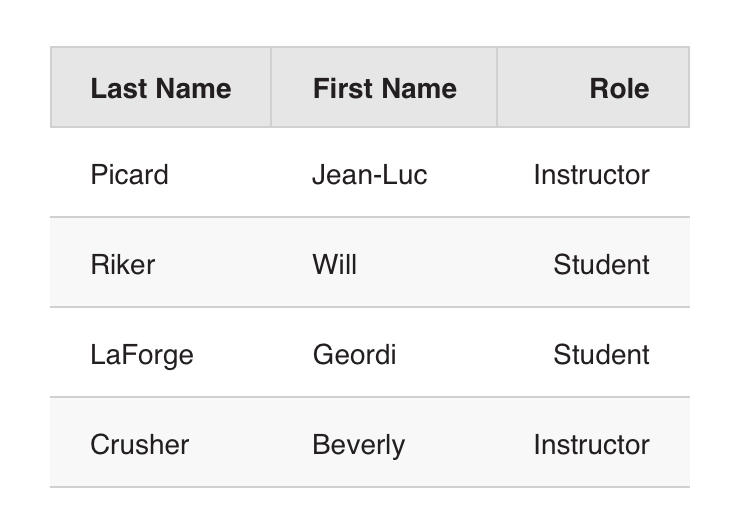 Last Name First Name Role
Picard Jean-Luc Instructor
Riker Will Student
LaForge Geordi Student
Crusher Beverly Instructor